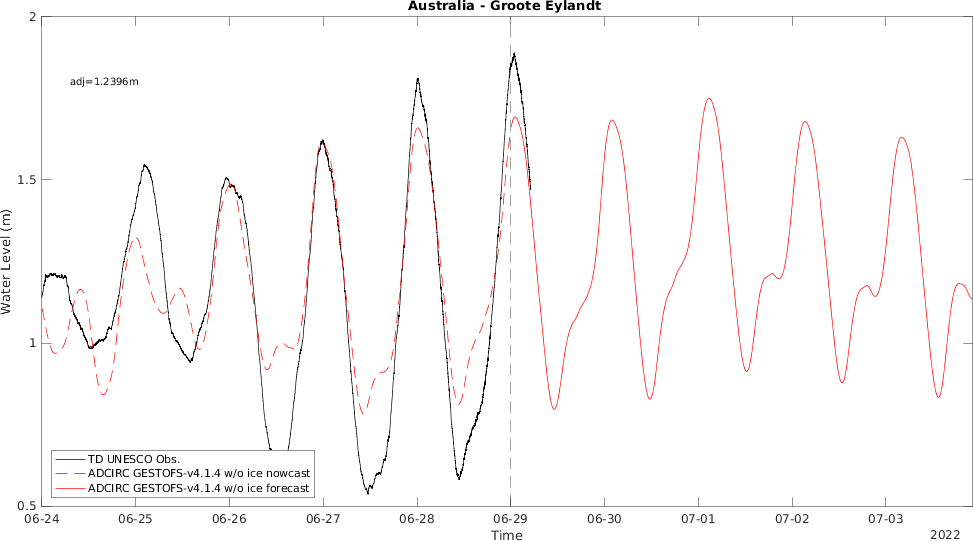 Australia - Groote Eylandt
2
adj=1.2396m
1.5
Water Level (m)
1
TD UNESCO Obs.
ADCIRC GESTOFS-v4.1.4 w/o ice nowcast
ADCIRC GESTOFS-v4.1.4 w/o ice forecast
0.5
06-24 06-25 06-26 06-27 06-28 06-29 06-30 07-01 07-02 07-03
Time
2022